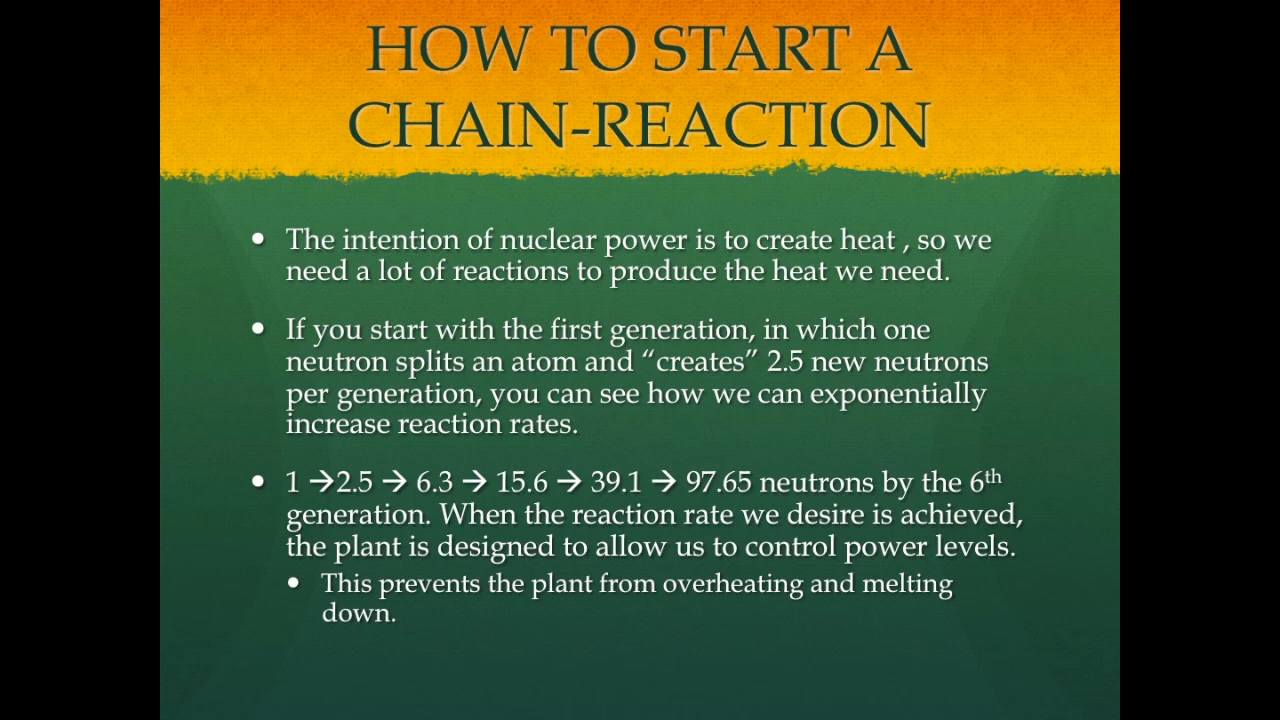 HOW TO START A
CHAIN-REACTION
• The intention of nuclear power is to create heat , so we
need a lot of reactions to produce the heat we need.
• If you start with the first generation, in which one
neutron splits an atom and “creates” 2.5 new neutrons
per generation, you can see how we can exponentially
increase reaction rates.
• 1 →2.5 → 6.3 → 15.6 → 39.1 → 97.65 neutrons by the 6th
generation. When the reaction rate we desire is achieved,
the plant is designed to allow us to control power levels.
• This prevents the plant from overheating and melting
down.